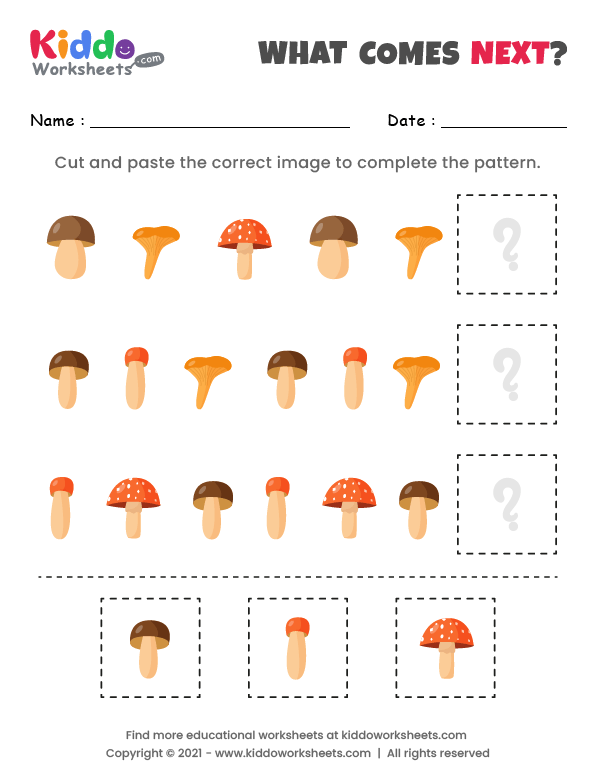 Kiddo
Worksheets .com
WHAT COMES NEXT?
Name : Date :
Cut and paste the correct image to complete the pattern.
?
?
?
Find more educational worksheets at kiddoworksheets.com
Copyright © 2021 - www.kiddoworksheets.com | All rights reserved